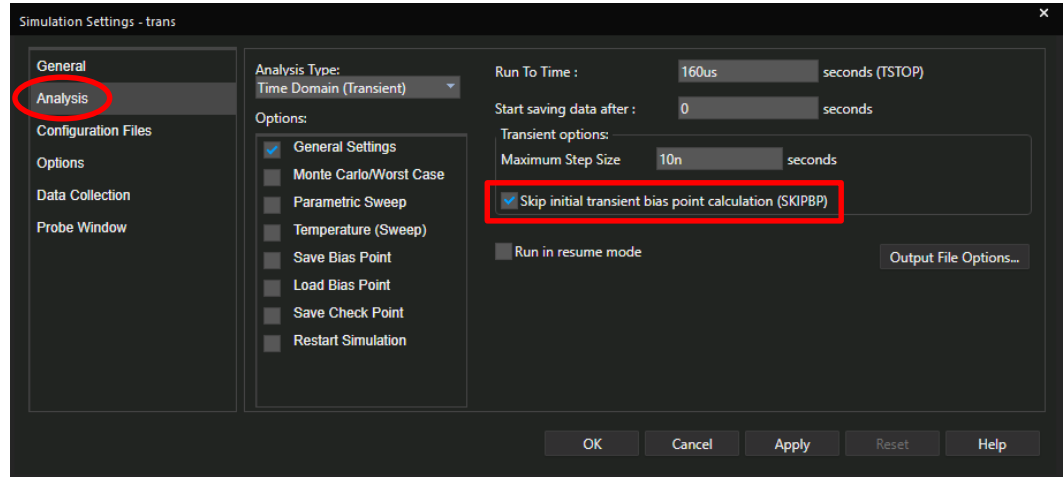 Simulation Settings - trans
×
General
Analysis
Configuration Files
Options
Data Collection
Probe Window
Analysis Type:
Time Domain (Transient)
Options:
General Settings
Monte Carlo/Worst Case
Parametric Sweep
Temperature (Sweep)
Save Bias Point
Load Bias Point
Save Check Point
Restart Simulation
Run To Time : 160us seconds (TSTOP)
Start saving data after : 0 seconds
Transient options:
Maximum Step Size 10n seconds
Skip initial transient bias point calculation (SKIPBP)
Run in resume mode
Output File Options...
OK Cancel Apply Reset Help